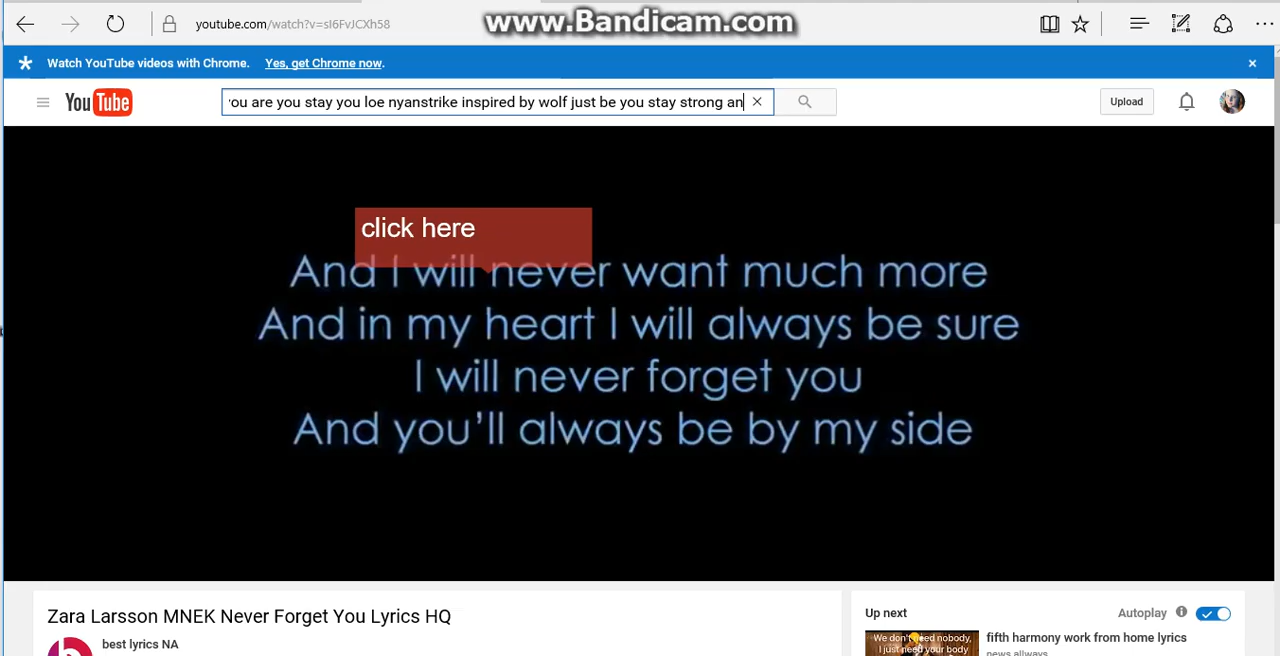 www.Bandicam.com
youtube.com/watch?v=sI6FvJCXh58
Watch YouTube videos with Chrome. Yes, get Chrome now.
YouTube
ou are you stay you loe nyanstrike inspired by wolf just be you stay strong an
Upload
click here
And I will never want much more
And in my heart I will always be sure
I will never forget you
And you'll always be by my side
Zara Larsson MNEK Never Forget You Lyrics HQ
best lyrics NA
Up next
Autoplay
We don't need nobody,
I just need your body
fifth harmony work from home lyrics
news allways